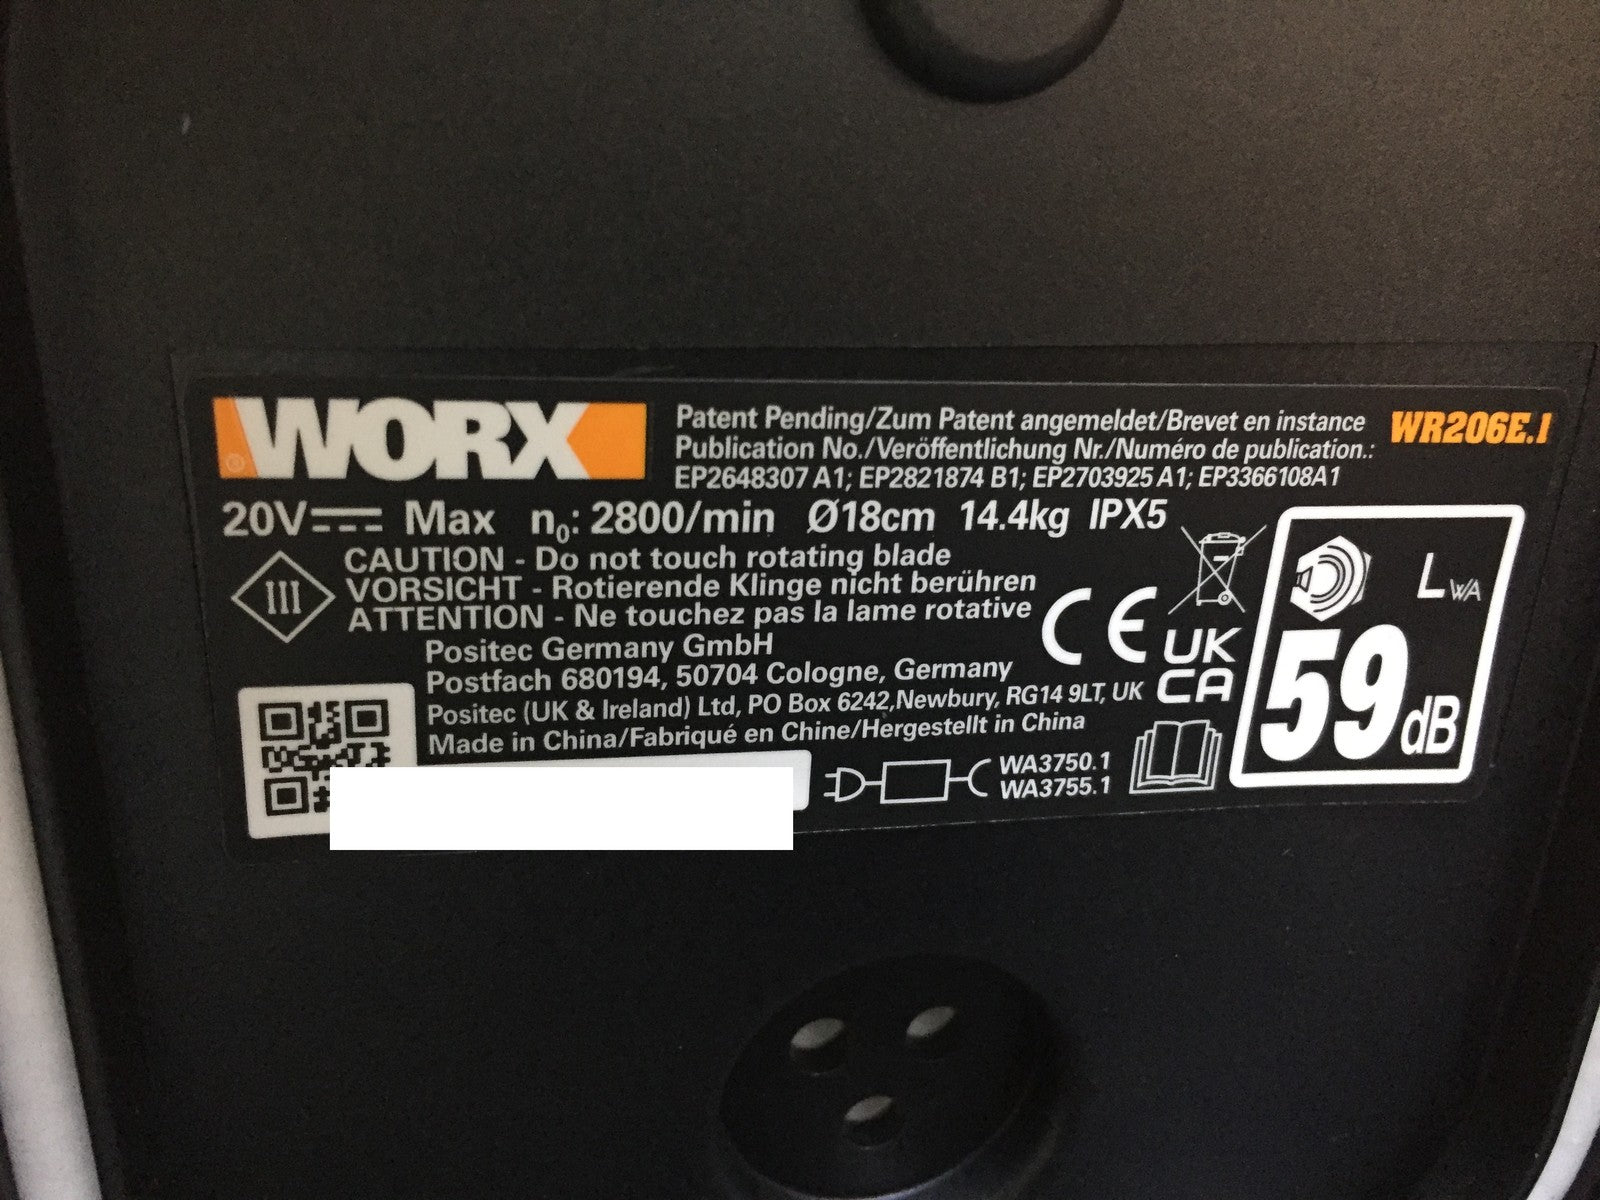 WORX®
Patent Pending/Zum Patent angemeldet/Brevet en instance
WR206E.1
Publication No./Veröffentlichung Nr./Numéro de publication.:
EP2648307 A1; EP2821874 B1; EP2703925 A1; EP3366108A1
20V Max n0: 2800/min Ø18cm 14.4kg IPX5
III
CAUTION - Do not touch rotating blade
VORSICHT - Rotierende Klinge nicht berühren
ATTENTION - Ne touchez pas la lame rotative
Positec Germany GmbH
Postfach 680194, 50704 Cologne, Germany
Positec (UK & Ireland) Ltd, PO Box 6242,Newbury, RG14 9LT, UK
Made in China/Fabriqué en Chine/Hergestellt in China
CE
UK
CA
WA3750.1
WA3755.1
LWA
59dB